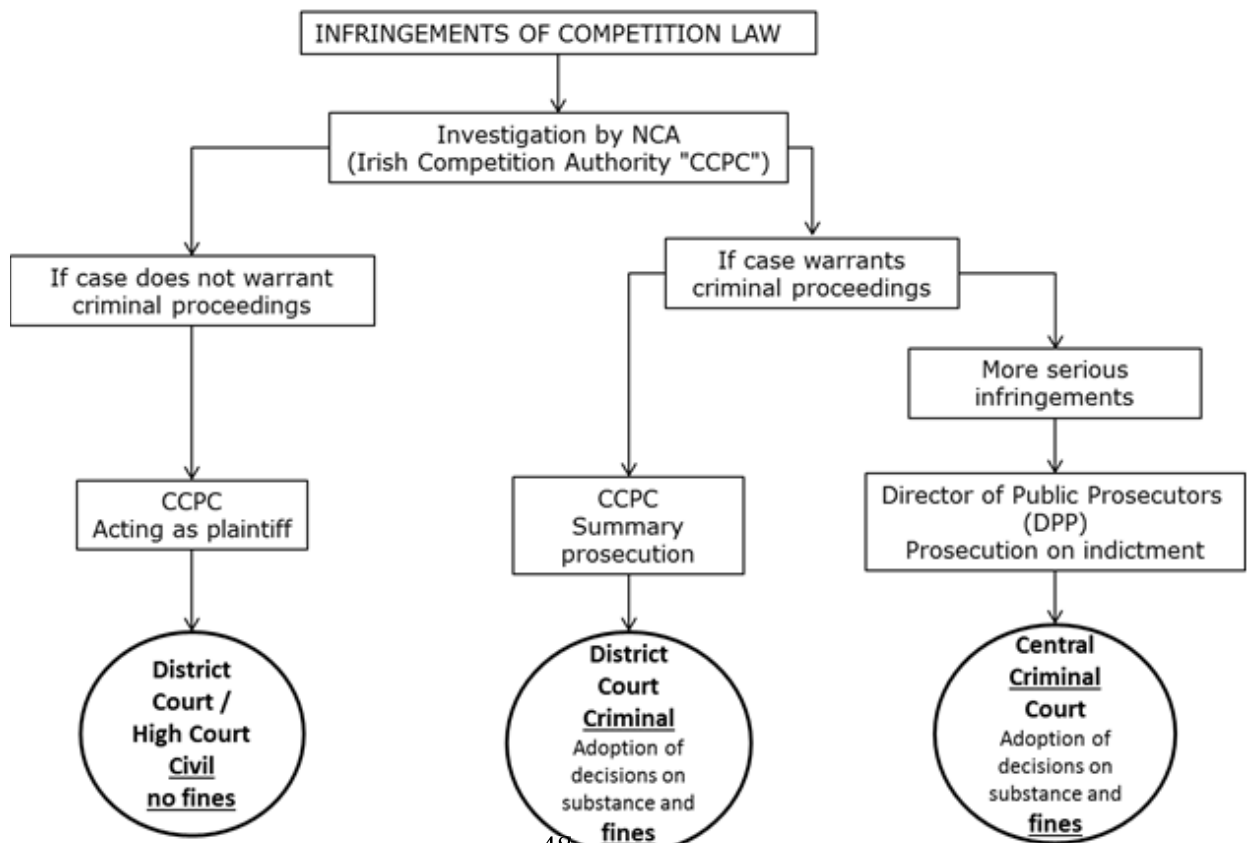 INFRINGEMENTS OF COMPETITION LAW
Investigation by NCA
(Irish Competition Authority "CCPC")
If case does not warrant
criminal proceedings
If case warrants
criminal proceedings
More serious
infringements
CCPC
Acting as plaintiff
CCPC
Summary
prosecution
Director of Public Prosecutors
(DPP)
Prosecution on indictment
District
Court /
High Court
Civil
no fines
District
Court
Criminal
Adoption of
decisions on
substance and
fines
Central
Criminal
Court
Adoption of
decisions on
substance and
fines